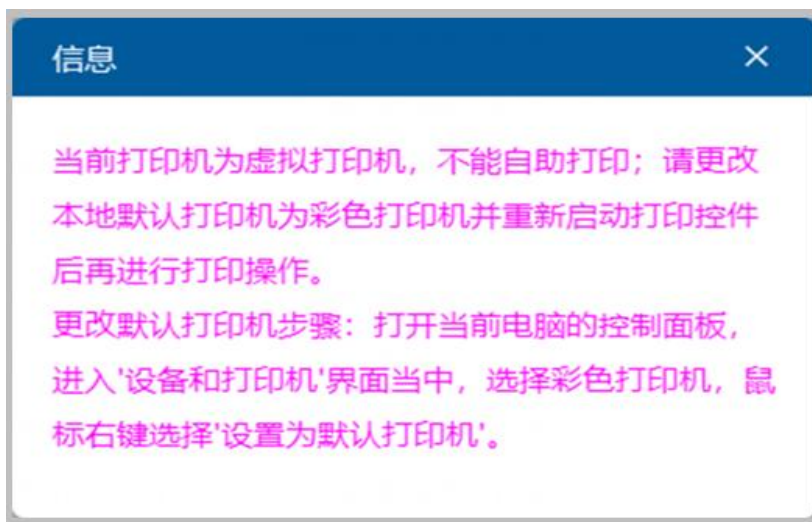 信息
当前打印机为虚拟打印机，不能自助打印；请更改
本地默认打印机为彩色打印机并重新启动打印控件
后再进行打印操作。
更改默认打印机步骤：打开当前电脑的控制面板，
进入'设备和打印机'界面当中，选择彩色打印机，鼠
标右键选择'设置为默认打印机'。